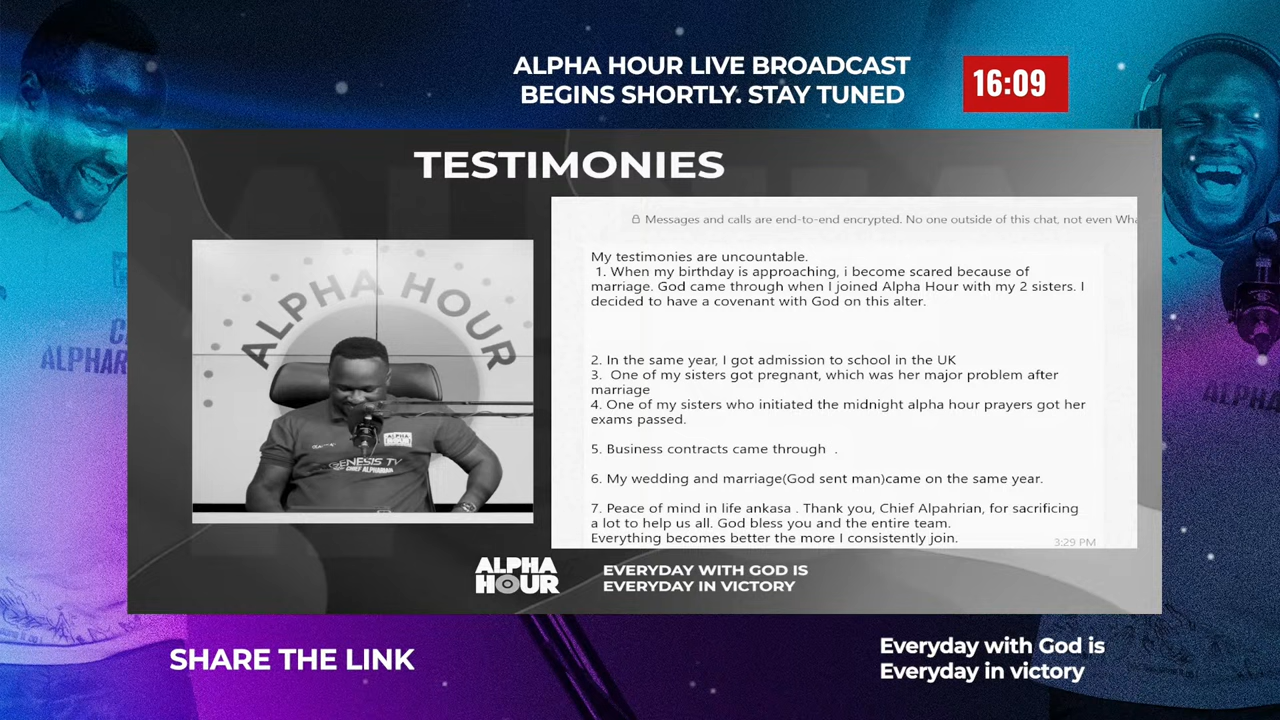 ALPHA HOUR LIVE BROADCAST
BEGINS SHORTLY. STAY TUNED
16:09
TESTIMONIES
ALPHA HOUR
ALPHA
GENESIS TV
CHIEF ALPHARIAN
Messages and calls are end-to-end encrypted. No one outside of this chat, not even Wha
My testimonies are uncountable.
1. When my birthday is approaching, i become scared because of
marriage. God came through when I joined Alpha Hour with my 2 sisters. I
decided to have a covenant with God on this alter.
2. In the same year, I got admission to school in the UK
3. One of my sisters got pregnant, which was her major problem after
marriage
4. One of my sisters who initiated the midnight alpha hour prayers got her
exams passed.
5. Business contracts came through .
6. My wedding and marriage(God sent man)came on the same year.
7. Peace of mind in life ankasa . Thank you, Chief Alpahrian, for sacrificing
a lot to help us all. God bless you and the entire team.
Everything becomes better the more I consistently join.
3:29 PM
ALPHA
HOUR
EVERYDAY WITH GOD IS
EVERYDAY IN VICTORY
SHARE THE LINK
Everyday with God is
Everyday in victory